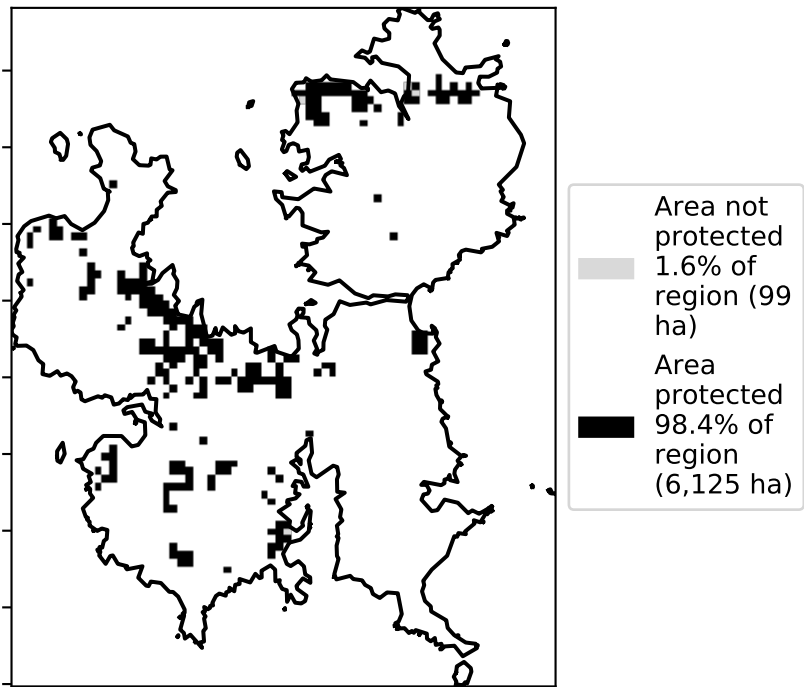 Area not
protected
1.6% of
region (99
ha)
Area
protected
98.4% of
region
(6,125 ha)